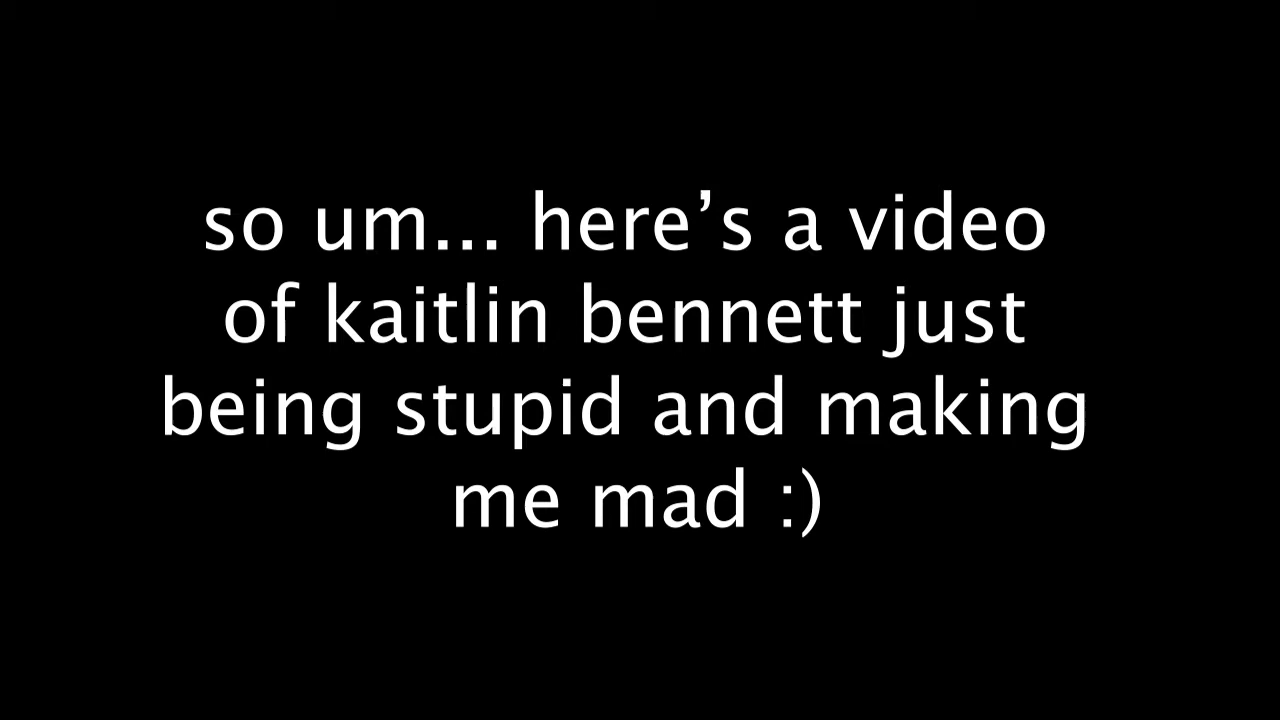 so um... here’s a video
of kaitlin bennett just
being stupid and making
me mad :)